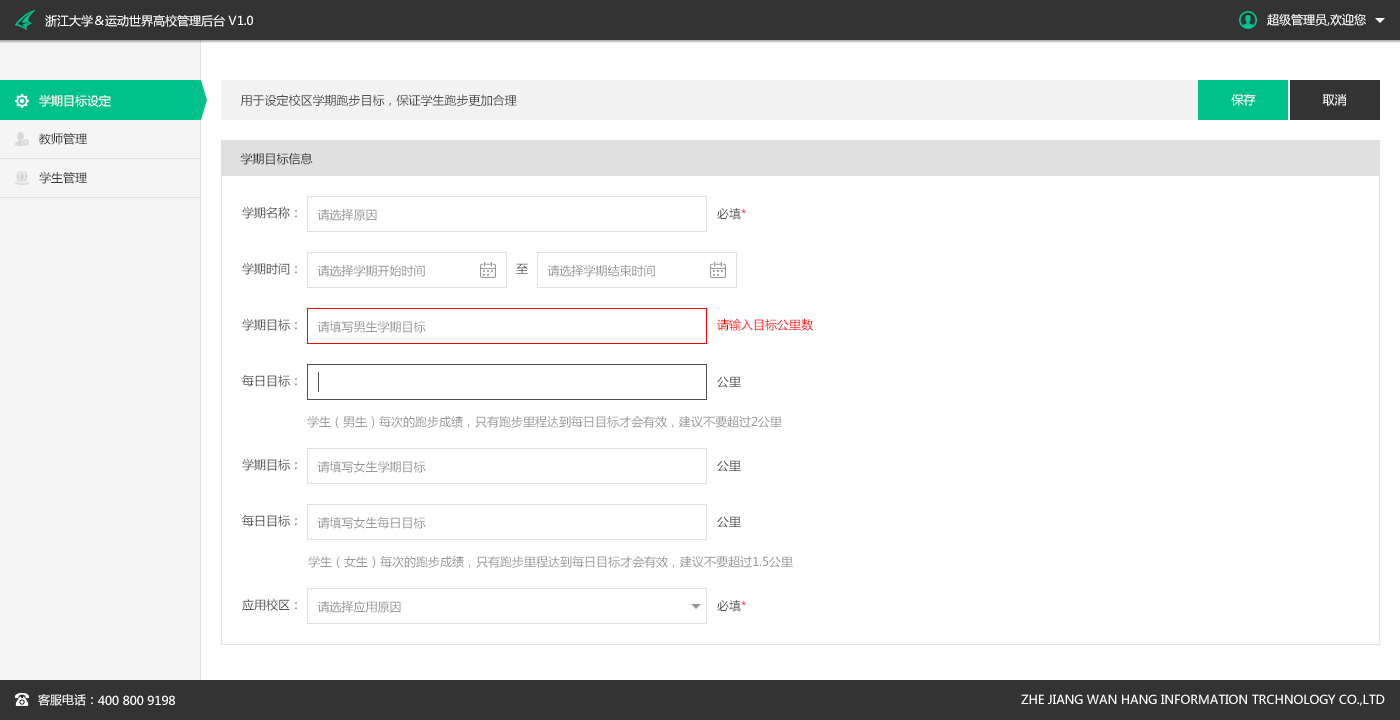 浙江大学&运动世界高校管理后台 V1.0
超级管理员,欢迎您
学期目标设定
教师管理
学生管理
用于设定校区学期跑步目标，保证学生跑步更加合理
保存
取消
学期目标信息
学期名称： 请选择原因 必填*
学期时间： 请选择学期开始时间 至 请选择学期结束时间
学期目标： 请填写男生学期目标 请输入目标公里数
每日目标： 公里
学生（男生）每次的跑步成绩，只有跑步里程达到每日目标才会有效，建议不要超过2公里
学期目标： 请填写女生学期目标 公里
每日目标： 请填写女生每日目标 公里
学生（女生）每次的跑步成绩，只有跑步里程达到每日目标才会有效，建议不要超过1.5公里
应用校区： 请选择应用原因 必填*
客服电话：400 800 9198
ZHE JIANG WAN HANG INFORMATION TRCHNOLOGY CO.,LTD